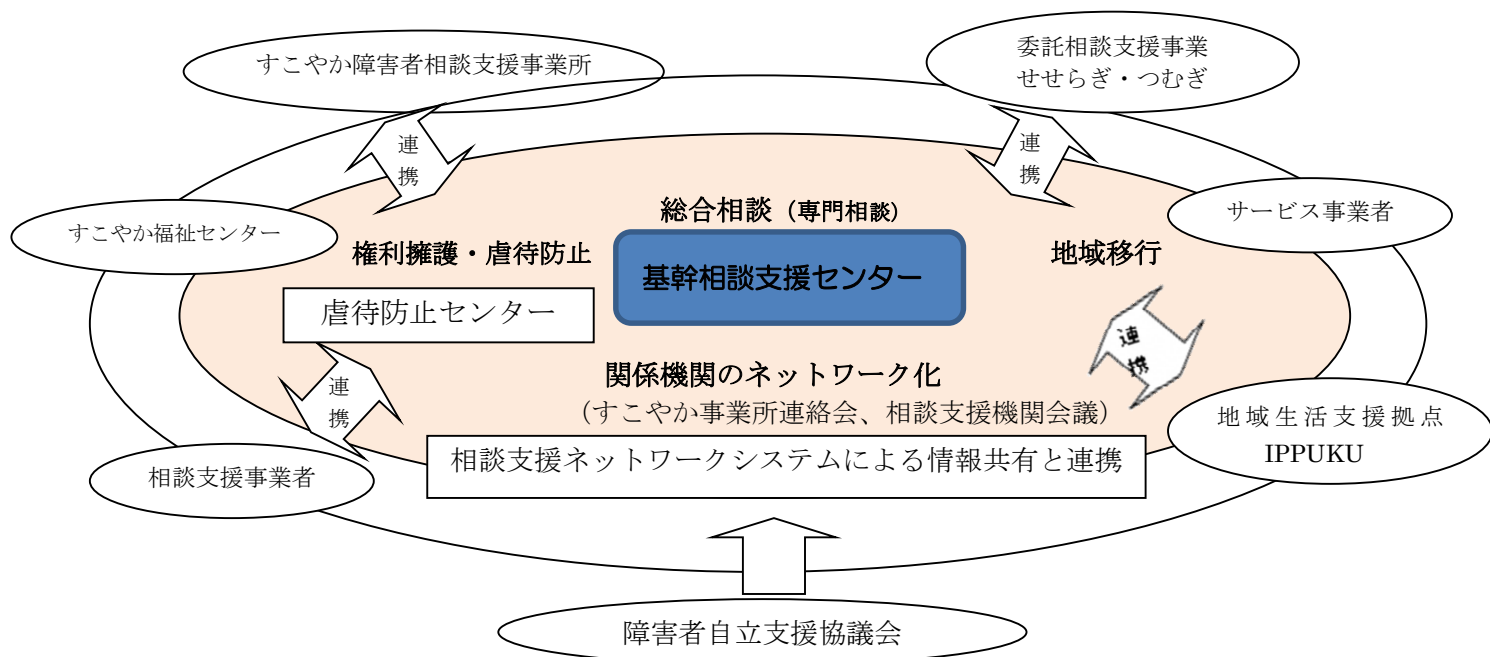 すこやか障害者相談支援事業所
委託相談支援事業
せせらぎ・つむぎ
連
携
連
携
総合相談（専門相談）
サービス事業者
すこやか福祉センター
権利擁護・虐待防止
地域移行
基幹相談支援センター
虐待防止センター
連
携
関係機関のネットワーク化
連
携
（すこやか事業所連絡会、相談支援機関会議）
地域生活支援拠点
IPPUKU
相談支援ネットワークシステムによる情報共有と連携
相談支援事業者
障害者自立支援協議会